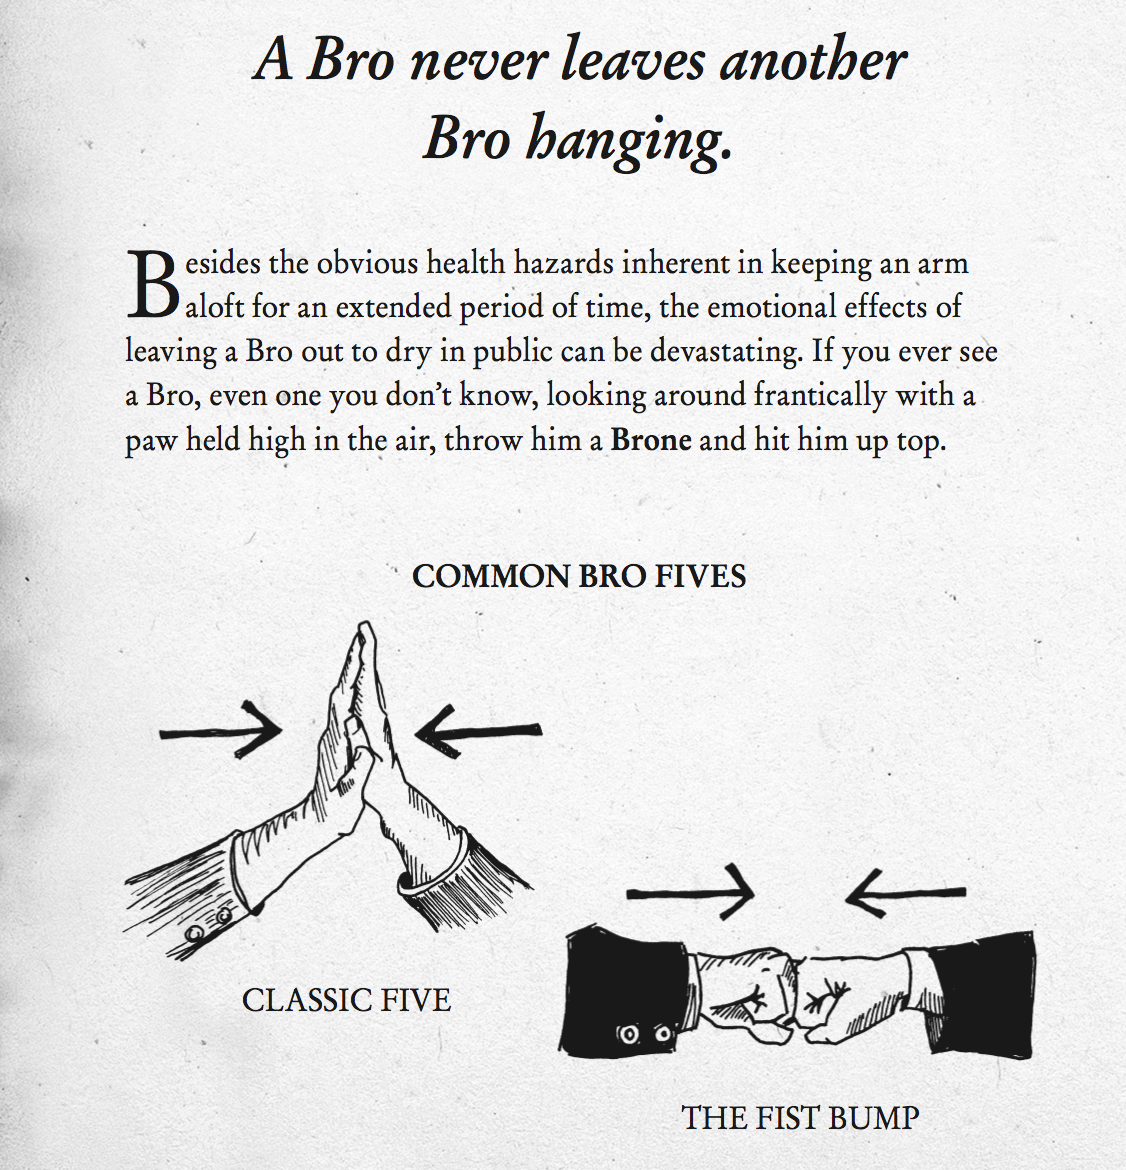 A Bro never leaves another
Bro hanging.
Besides the obvious health hazards inherent in keeping an arm
aloft for an extended period of time, the emotional effects of
leaving a Bro out to dry in public can be devastating. If you ever see
a Bro, even one you don’t know, looking around frantically with a
paw held high in the air, throw him a Brone and hit him up top.
COMMON BRO FIVES
CLASSIC FIVE
THE FIST BUMP